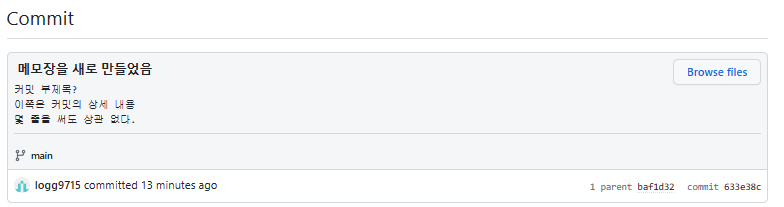 Commit
메모장을 새로 만들었음
Browse files
커밋 부제목?
이쪽은 커밋의 상세 내용
몇 줄을 써도 상관 없다.
main
logg9715 committed 13 minutes ago
1 parent baf1d32 commit 633e38c